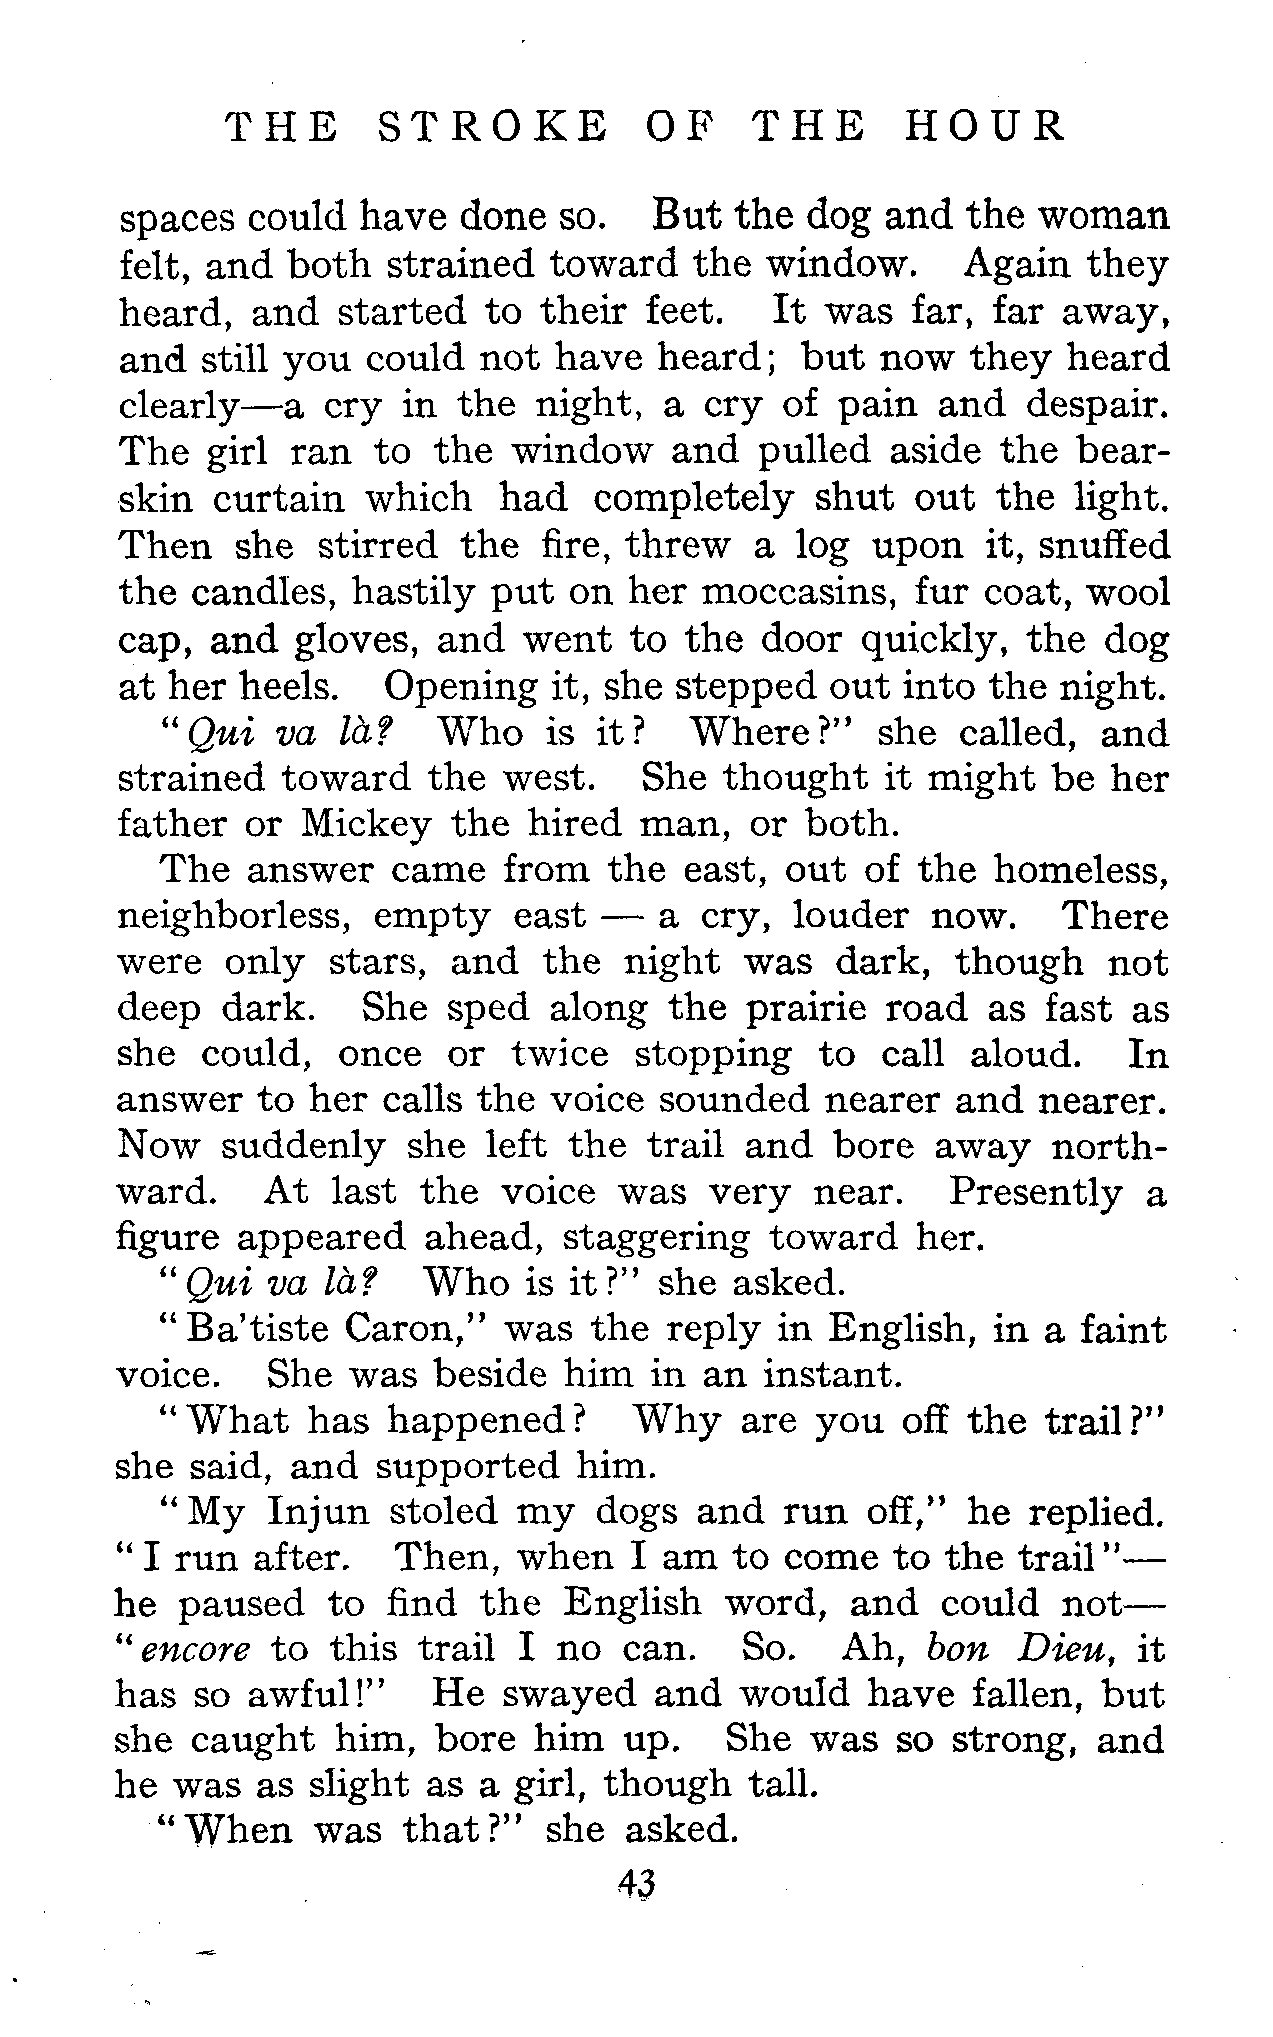 THE STROKE OF THE HOUR
spaces could have done so. But the dog and the woman
felt, and both strained toward the window. Again they
heard, and started to their feet. It was far, far away,
and still you could not have heard; but now they heard
clearly—a cry in the night, a cry of pain and despair.
The girl ran to the window and pulled aside the bear-
skin curtain which had completely shut out the light.
Then she stirred the fire, threw a log upon it, snuffed
the candles, hastily put on her moccasins, fur coat, wool
cap, and gloves, and went to the door quickly, the dog
at her heels. Opening it, she stepped out into the night.
"Qui va là? Who is it? Where?" she called, and
strained toward the west. She thought it might be her
father or Mickey the hired man, or both.
The answer came from the east, out of the homeless,
neighborless, empty east — a cry, louder now. There
were only stars, and the night was dark, though not
deep dark. She sped along the prairie road as fast as
she could, once or twice stopping to call aloud. In
answer to her calls the voice sounded nearer and nearer.
Now suddenly she left the trail and bore away north-
ward. At last the voice was very near. Presently a
figure appeared ahead, staggering toward her.
"Qui va là? Who is it?" she asked.
"Ba'tiste Caron," was the reply in English, in a faint
voice. She was beside him in an instant.
"What has happened? Why are you off the trail?"
she said, and supported him.
"My Injun stoled my dogs and run off," he replied.
"I run after. Then, when I am to come to the trail"—
he paused to find the English word, and could not—
"encore to this trail I no can. So. Ah, bon Dieu, it
has so awful!" He swayed and would have fallen, but
she caught him, bore him up. She was so strong, and
he was as slight as a girl, though tall.
"When was that?" she asked.
43